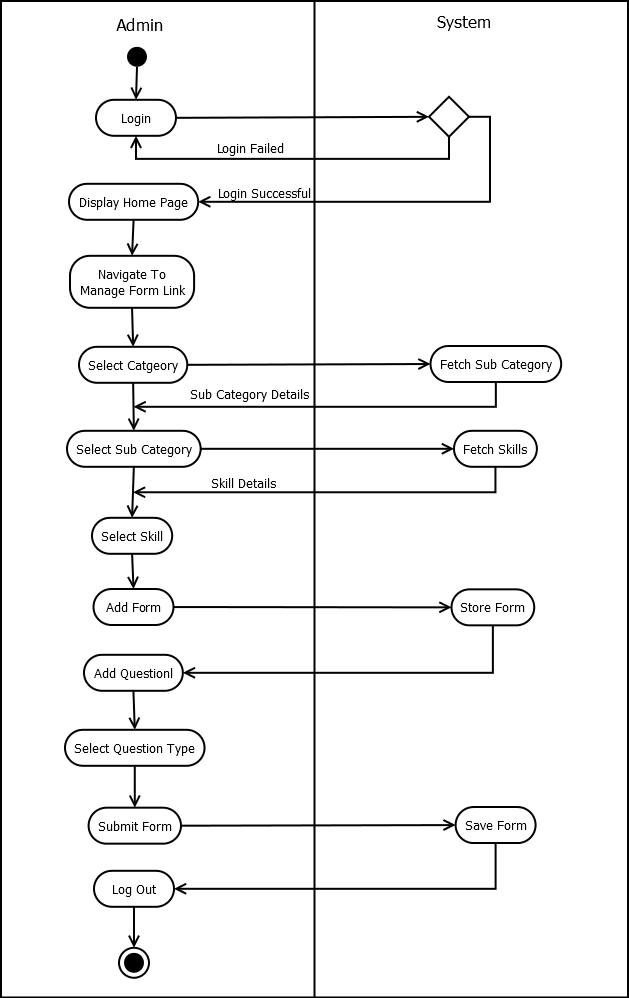 Admin
System
Login
Login Failed
Login Successful
Display Home Page
Navigate To
Manage Form Link
Select Catgeory
Fetch Sub Category
Sub Category Details
Select Sub Category
Fetch Skills
Skill Details
Select Skill
Add Form
Store Form
Add Questionl
Select Question Type
Submit Form
Save Form
Log Out